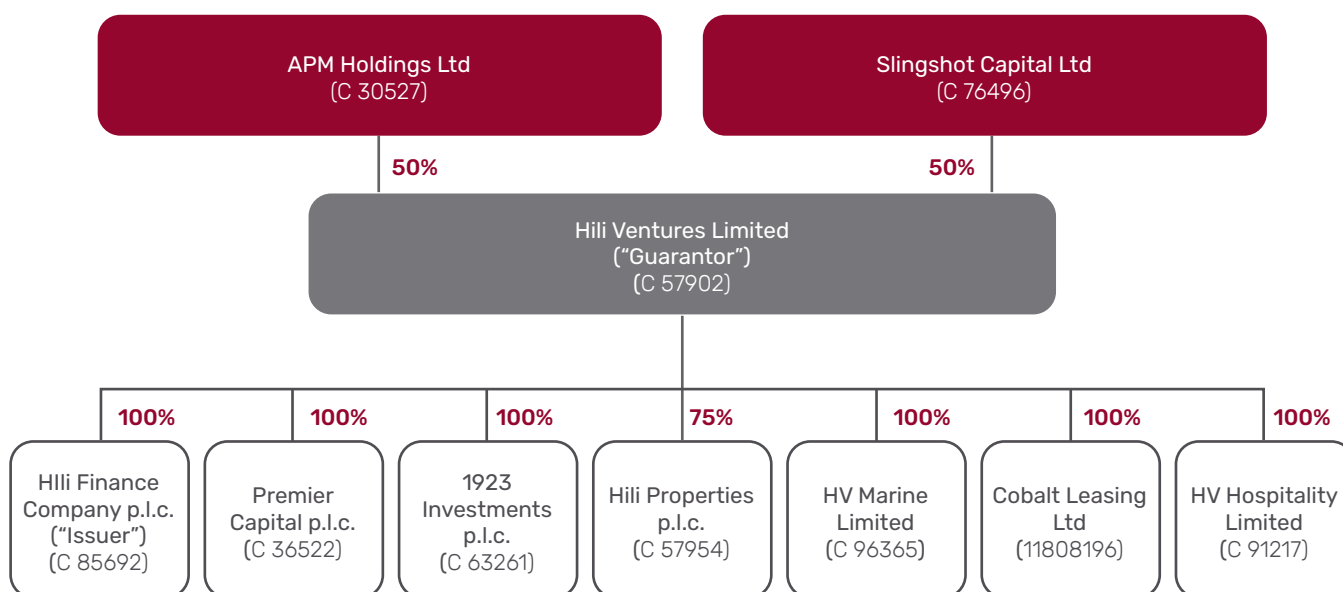 APM Holdings Ltd
(C 30527)
Slingshot Capital Ltd
(C 76496)
50%
50%
Hili Ventures Limited
(“Guarantor”)
(C 57902)
100%
100%
100%
75%
100%
100%
100%
HIli Finance
Company p.l.c.
(“Issuer”)
(C 85692)
Premier
Capital p.l.c.
(C 36522)
1923
Investments
p.l.c.
(C 63261)
Hili Properties
p.l.c.
(C 57954)
HV Marine
Limited
(C 96365)
Cobalt Leasing
Ltd
(11808196)
HV Hospitality
Limited
(C 91217)